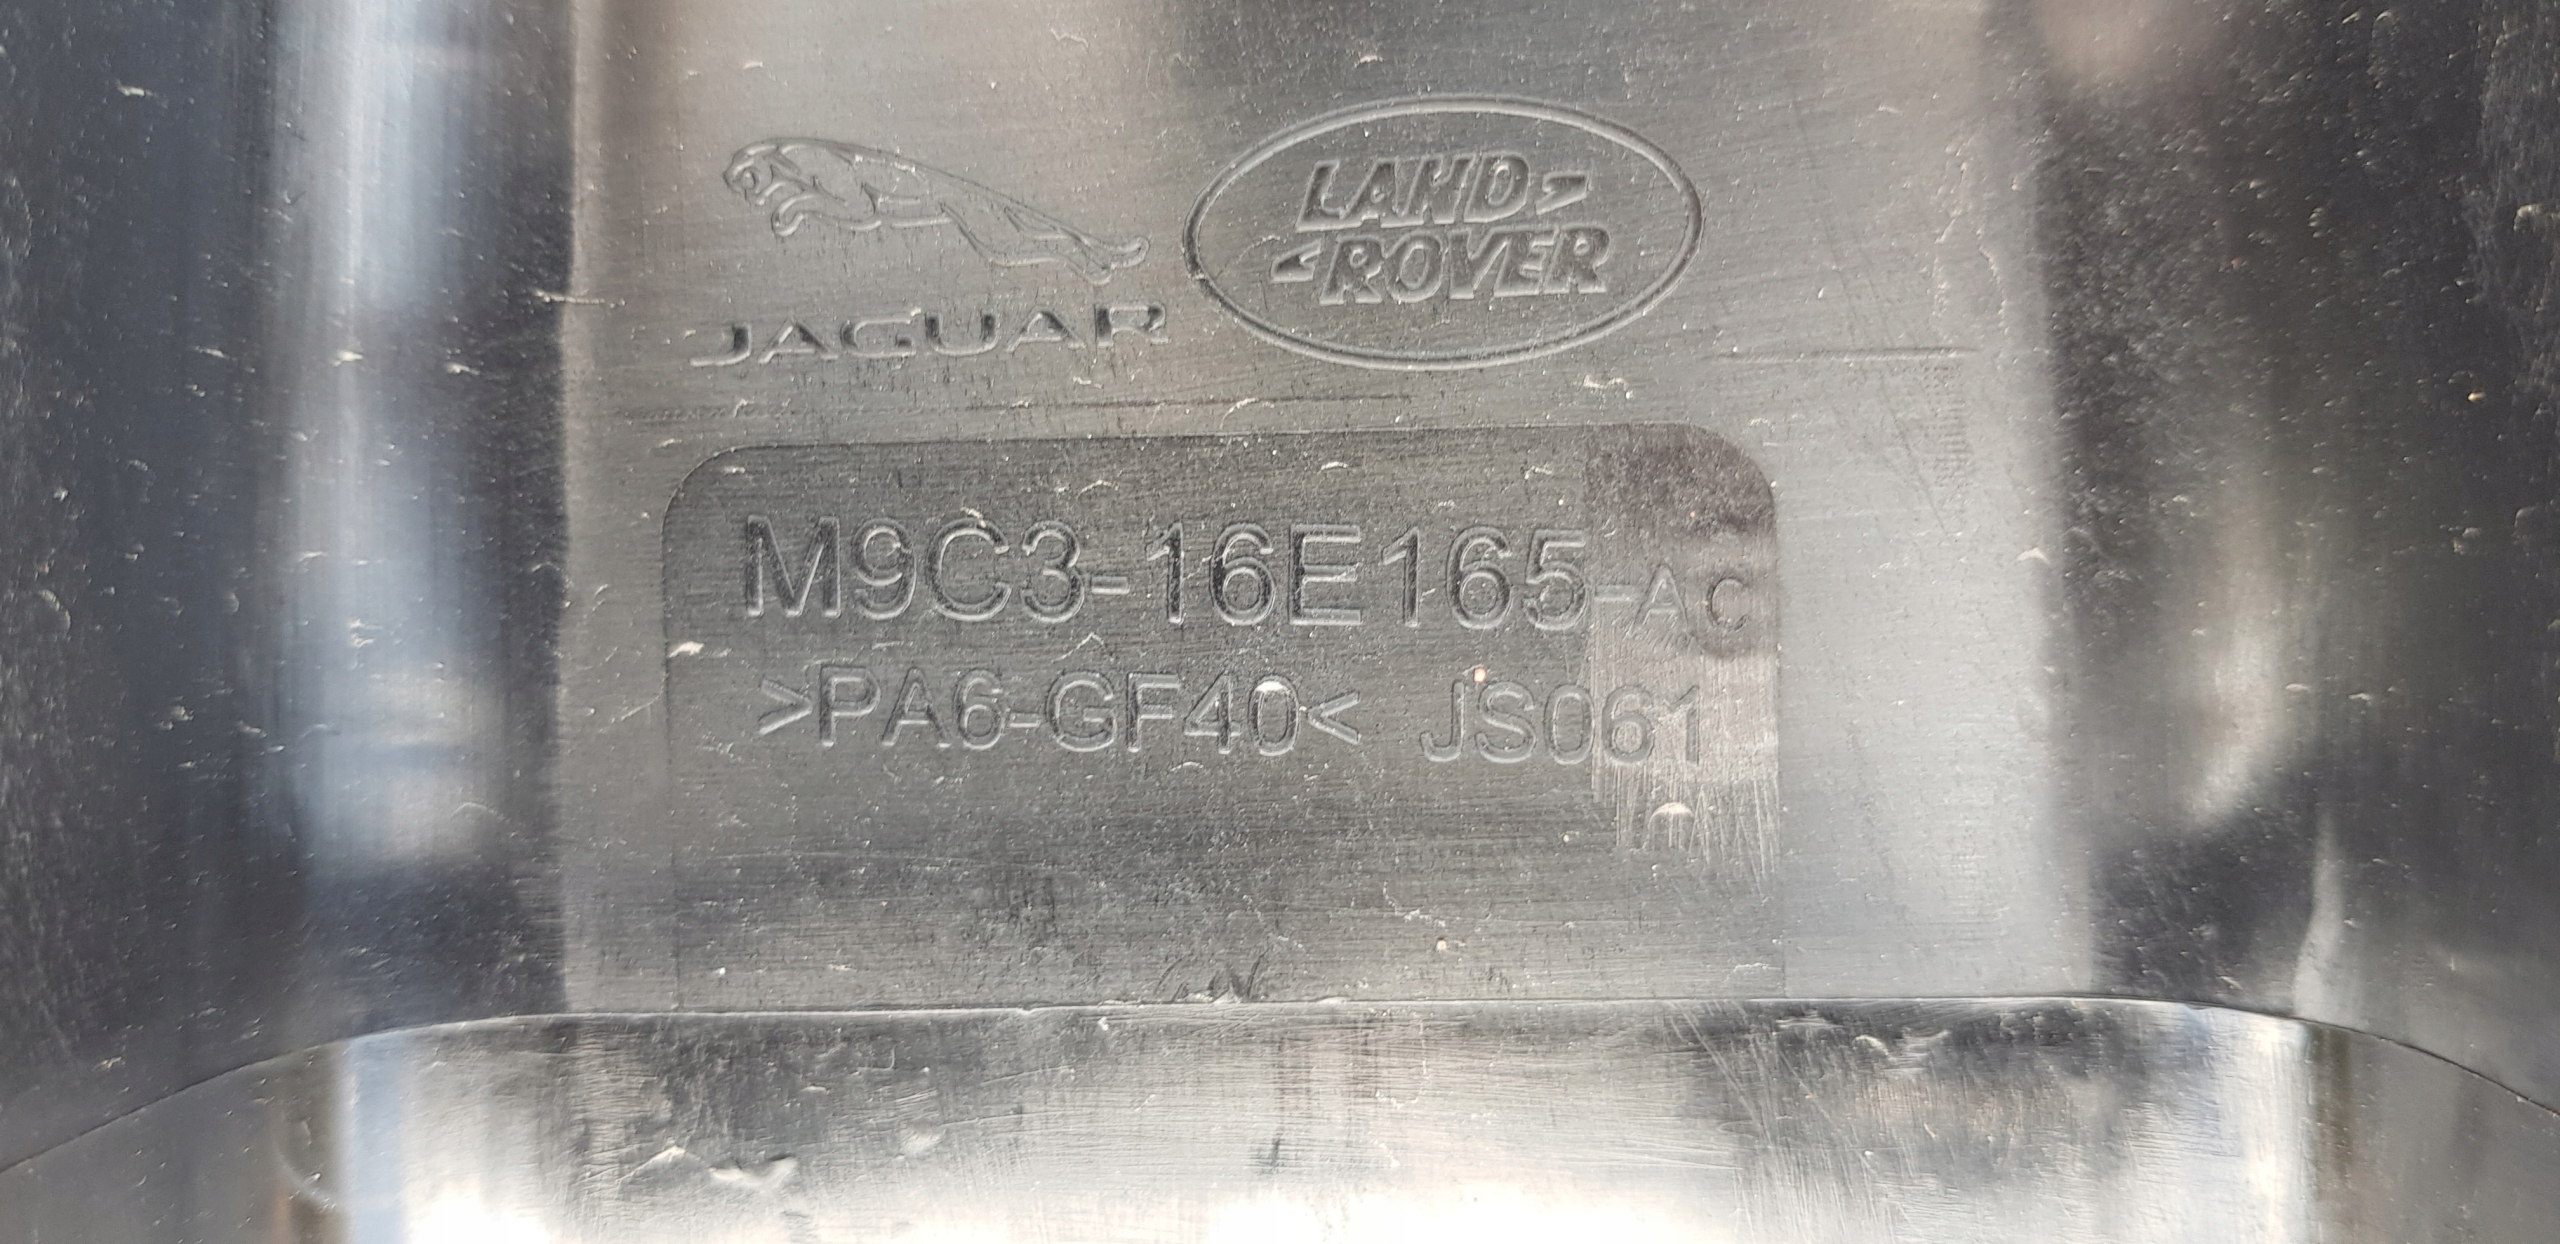 JAGUAR
LAND
ROVER
M9C3-16E165-AC
>PA6-GF40< JS061